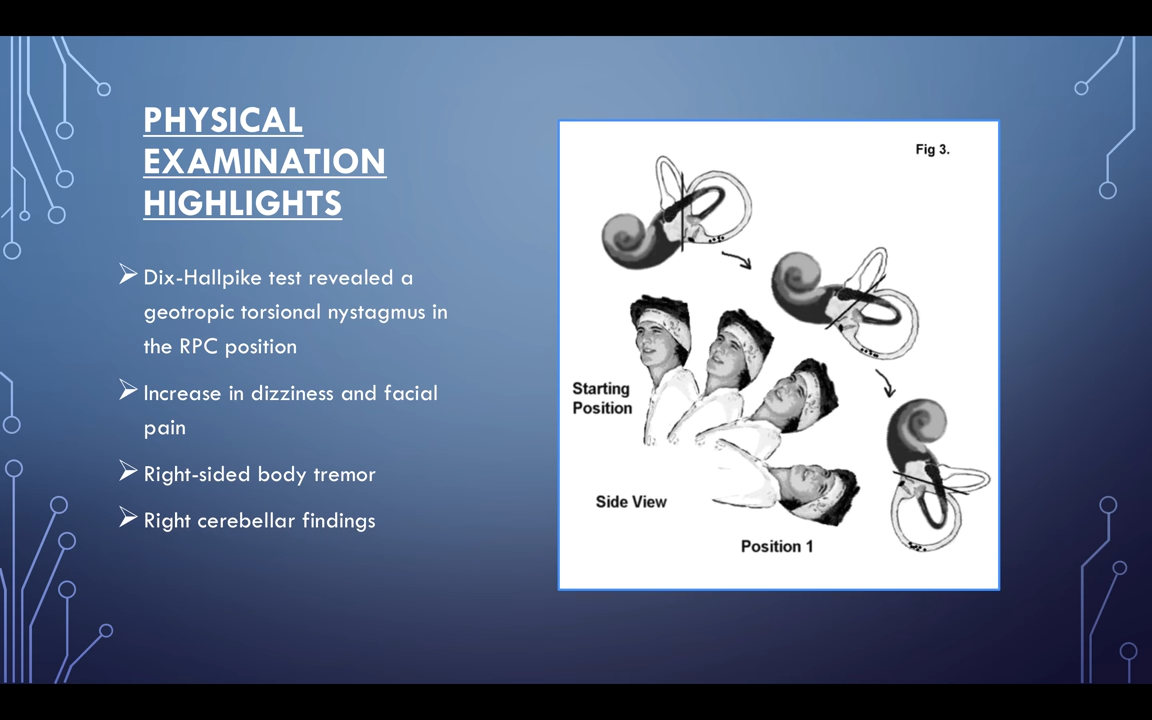 PHYSICAL
EXAMINATION
HIGHLIGHTS
Dix-Hallpike test revealed a
geotropic torsional nystagmus in
the RPC position
Increase in dizziness and facial
pain
Right-sided body tremor
Right cerebellar findings
Fig 3.
Starting
Position
Side View
Position 1